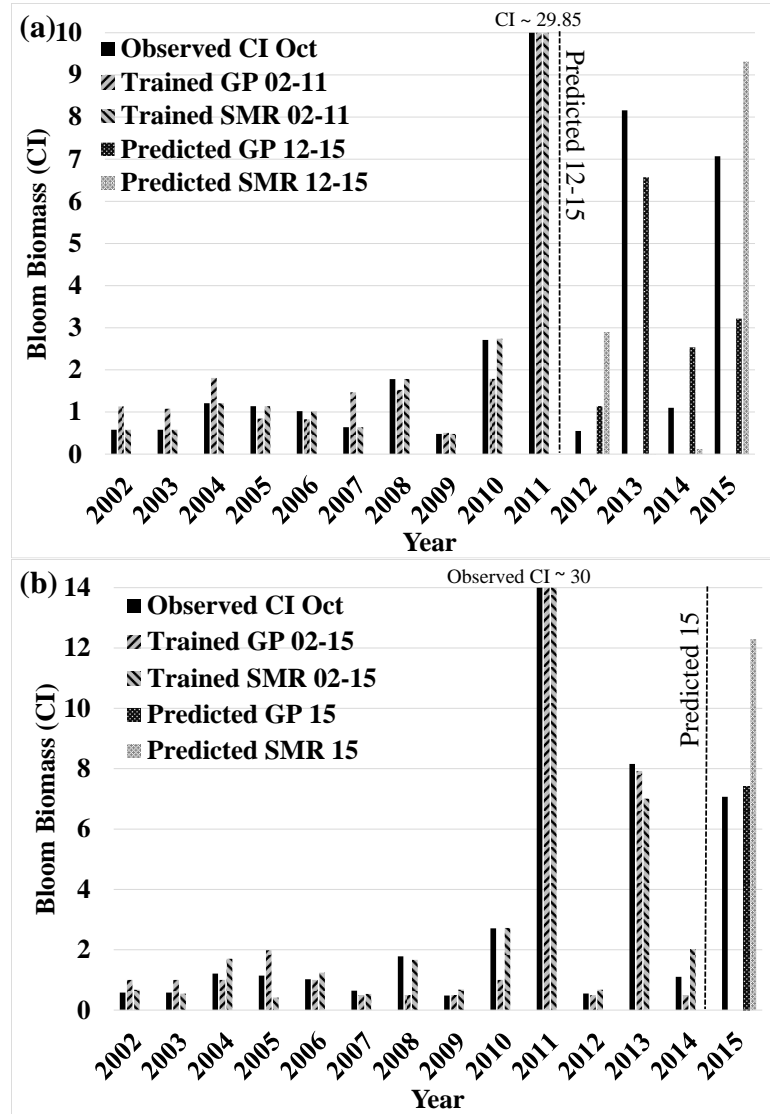 (a)
CI ~ 29.85
10
9
8
7
6
5
4
3
2
1
0
Bloom Biomass (CI)
Observed CI Oct
Trained GP 02-11
Trained SMR 02-11
Predicted GP 12-15
Predicted SMR 12-15
Predicted 12-15
2002
2003
2004
2005
2006
2007
2008
2009
2010
2011
2012
2013
2014
2015
Year
(b)
Observed CI ~ 30
14
12
10
8
6
4
2
0
Bloom Biomass (CI)
Observed CI Oct
Trained GP 02-15
Trained SMR 02-15
Predicted GP 15
Predicted SMR 15
Predicted 15
2002
2003
2004
2005
2006
2007
2008
2009
2010
2011
2012
2013
2014
2015
Year